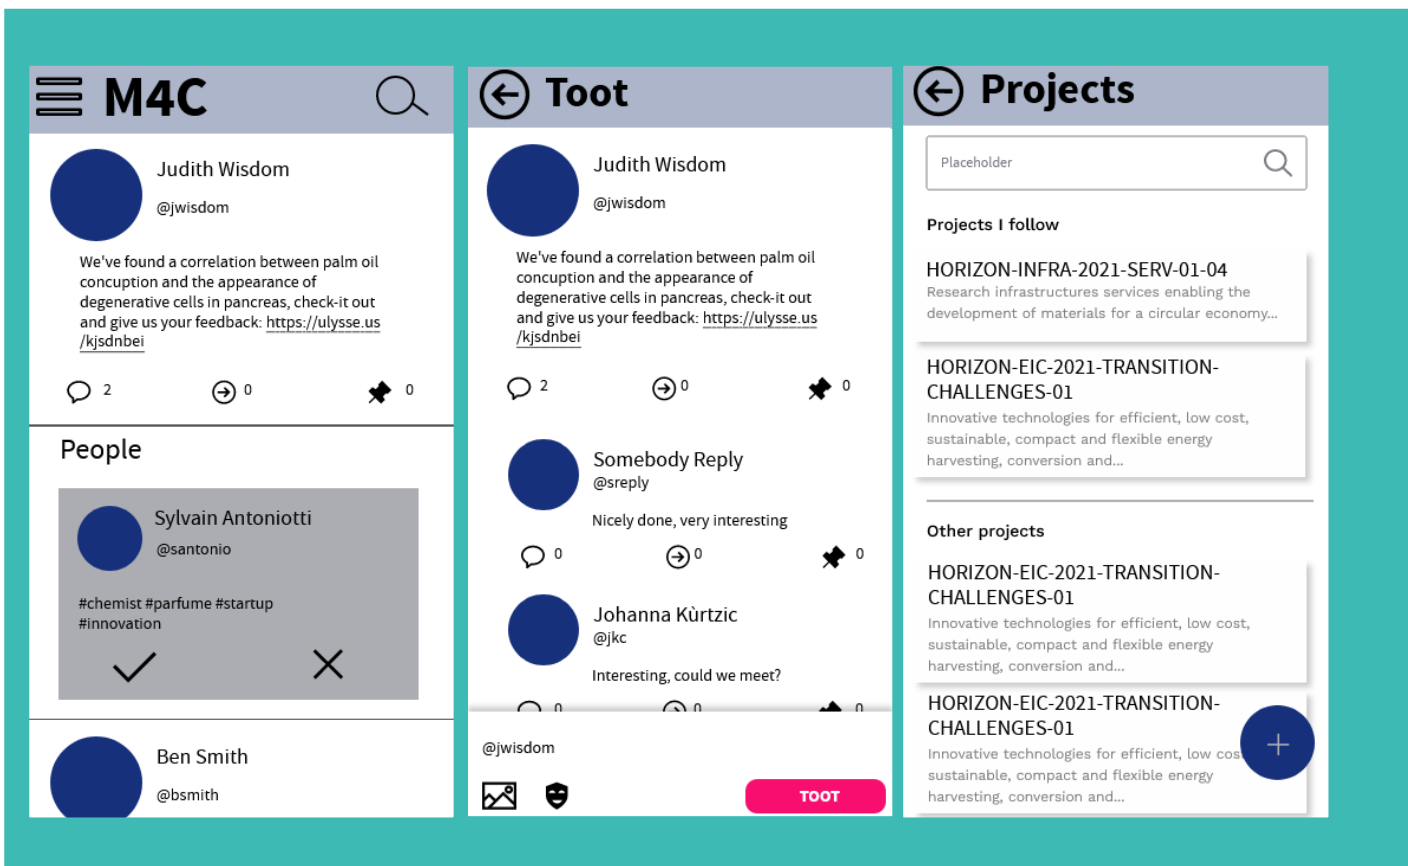 M4C
Judith Wisdom
@jwisdom
We've found a correlation between palm oil
concuption and the appearance of
degenerative cells in pancreas, check-it out
and give us your feedback: https://ulysse.us
/kjsdnbei
2
0
0
People
Sylvain Antoniotti
@santonio
#chemist #parfume #startup
#innovation
Ben Smith
@bsmith
Toot
Judith Wisdom
@jwisdom
We've found a correlation between palm oil
concuption and the appearance of
degenerative cells in pancreas, check-it out
and give us your feedback: https://ulysse.us
/kjsdnbei
2
0
0
Somebody Reply
@sreply
Nicely done, very interesting
0
0
0
Johanna Kùrtzic
@jkc
Interesting, could we meet?
0
0
0
@jwisdom
TOOT
Projects
Placeholder
Projects I follow
HORIZON-INFRA-2021-SERV-01-04
Research infrastructures services enabling the
development of materials for a circular economy...
HORIZON-EIC-2021-TRANSITION-
CHALLENGES-01
Innovative technologies for efficient, low cost,
sustainable, compact and flexible energy
harvesting, conversion and...
Other projects
HORIZON-EIC-2021-TRANSITION-
CHALLENGES-01
Innovative technologies for efficient, low cost,
sustainable, compact and flexible energy
harvesting, conversion and...
HORIZON-EIC-2021-TRANSITION-
CHALLENGES-01
Innovative technologies for efficient, low cos
sustainable, compact and flexible energy
harvesting, conversion and...